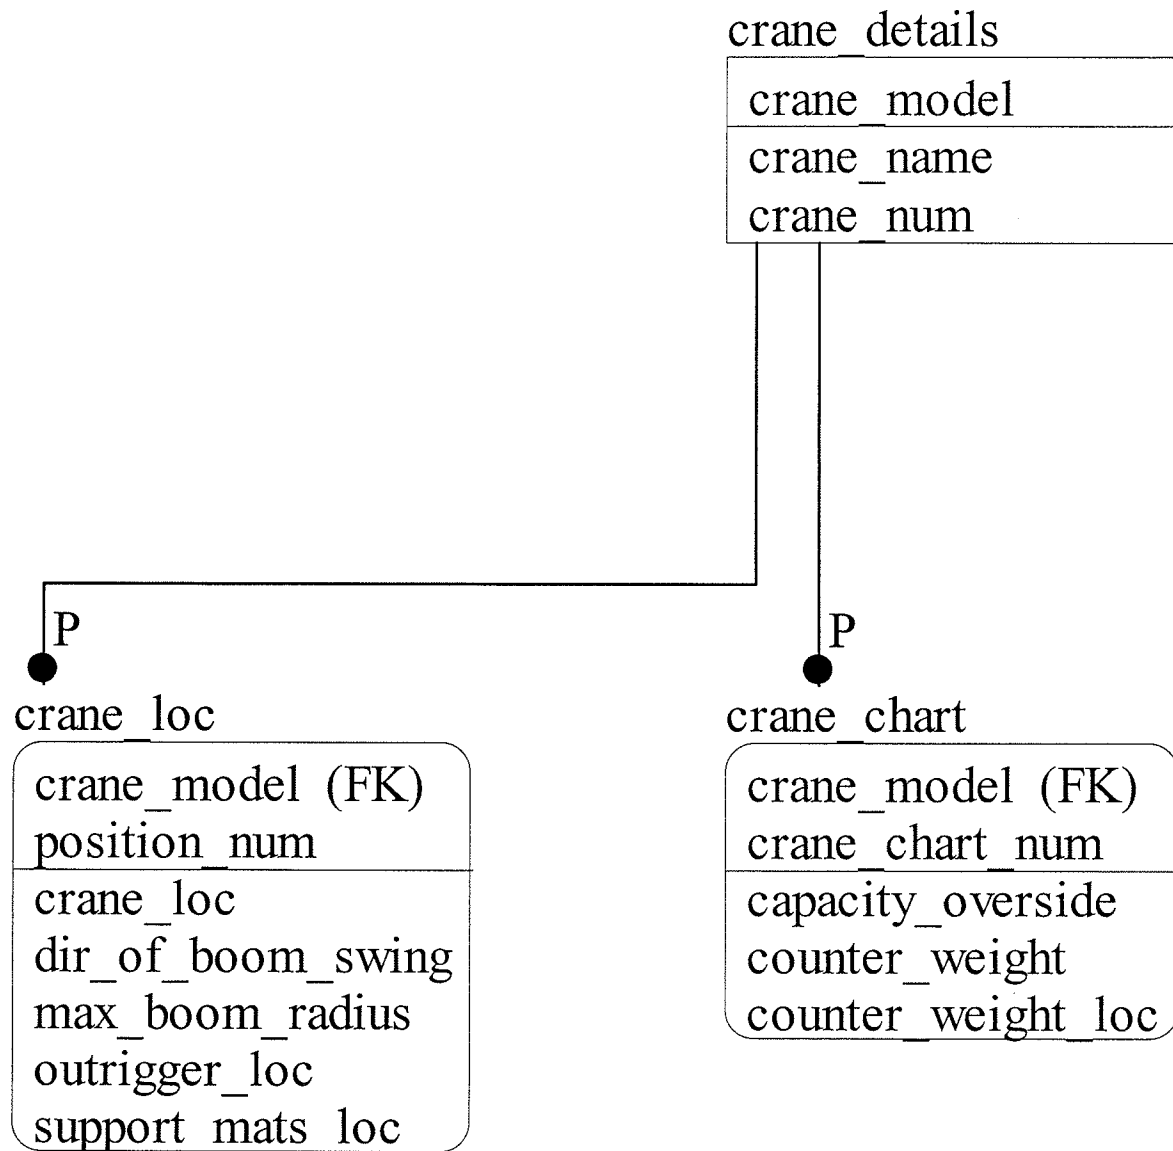 crane_details
crane_model
crane_name
crane_num
P
P
crane_loc
crane_model (FK)
position_num
crane_loc
dir_of_boom_swing
max_boom_radius
outrigger_loc
support_mats_loc
crane_chart
crane_model (FK)
crane_chart_num
capacity_overside
counter_weight
counter_weight_loc